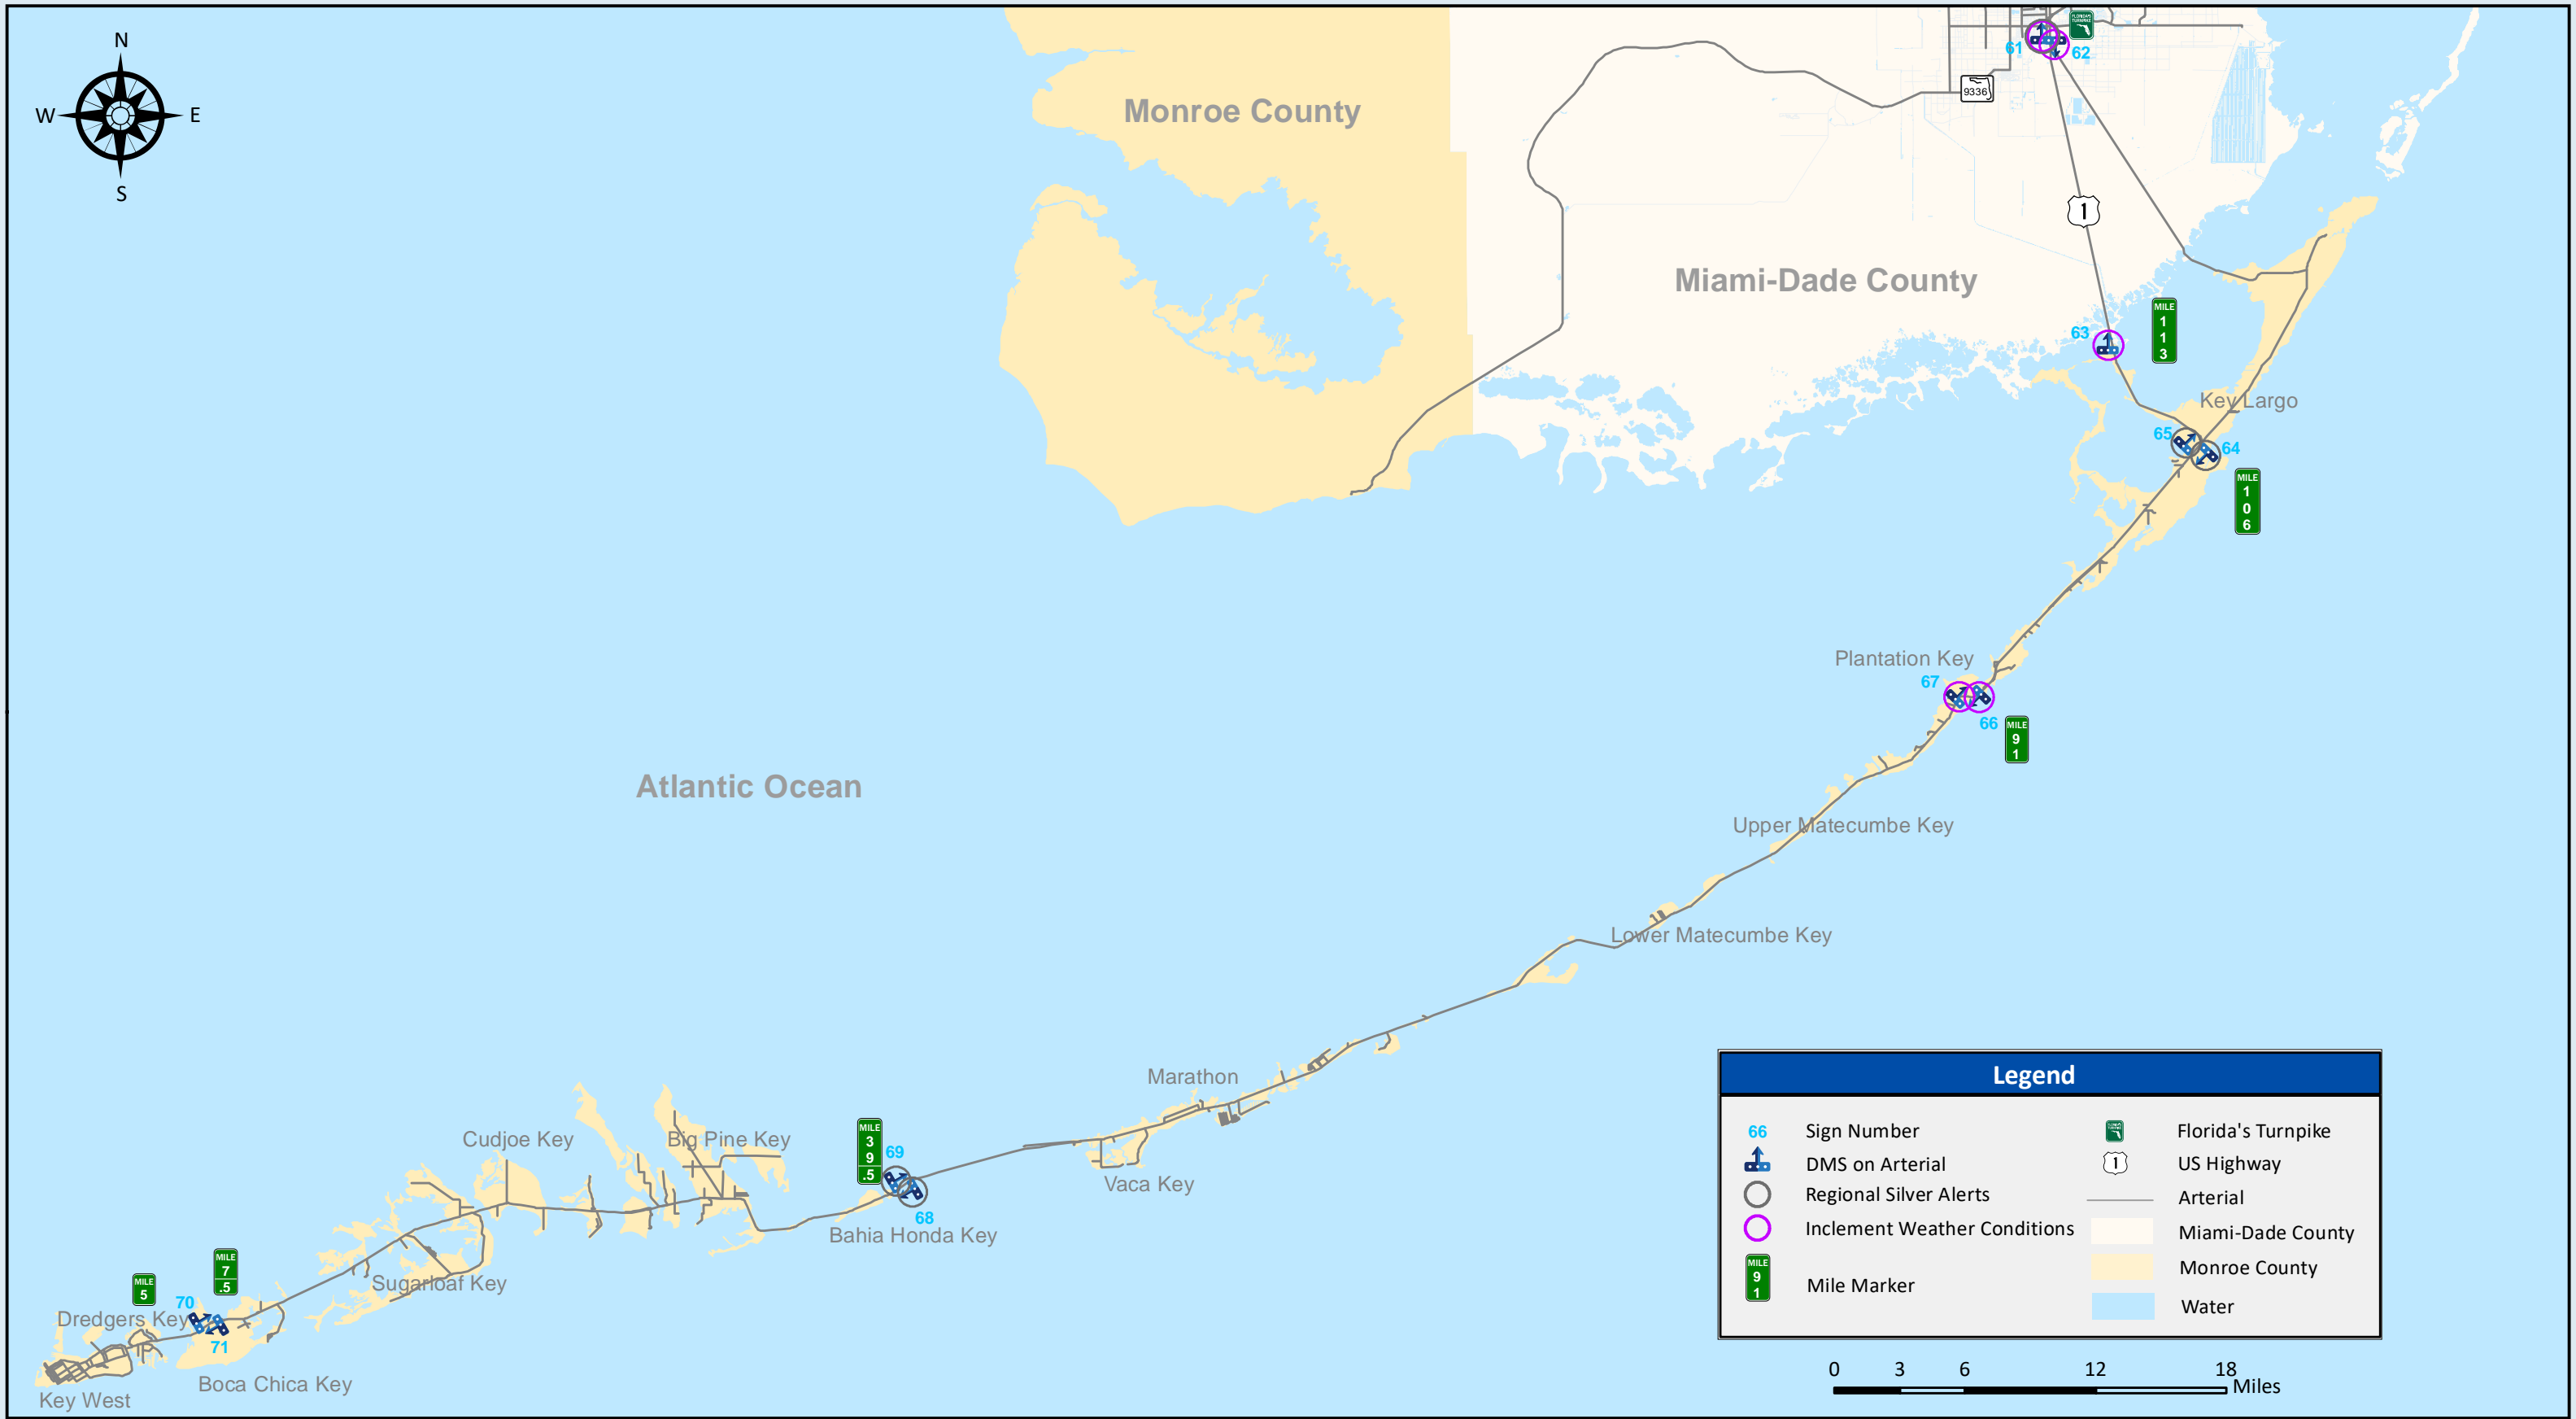 N
W
E
S
Monroe County
FLORIDA'S
TURNPIKE
61
62
9336
1
Miami-Dade County
63
MILE
1
1
3
Key Largo
65
64
MILE
1
0
6
Plantation Key
67
66
MILE
9
1
Atlantic Ocean
Upper Matecumbe Key
Lower Matecumbe Key
Marathon
Cudjoe Key
Big Pine Key
MILE
3
9
.5
69
68
Vaca Key
Bahia Honda Key
MILE
7
.5
MILE
5
Sugarloaf Key
70
Dredgers Key
71
Boca Chica Key
Key West
Legend
66 Sign Number
DMS on Arterial
Regional Silver Alerts
Inclement Weather Conditions
MILE
9
1
Mile Marker
Florida's Turnpike
1 US Highway
Arterial
Miami-Dade County
Monroe County
Water
0 3 6 12 18
Miles